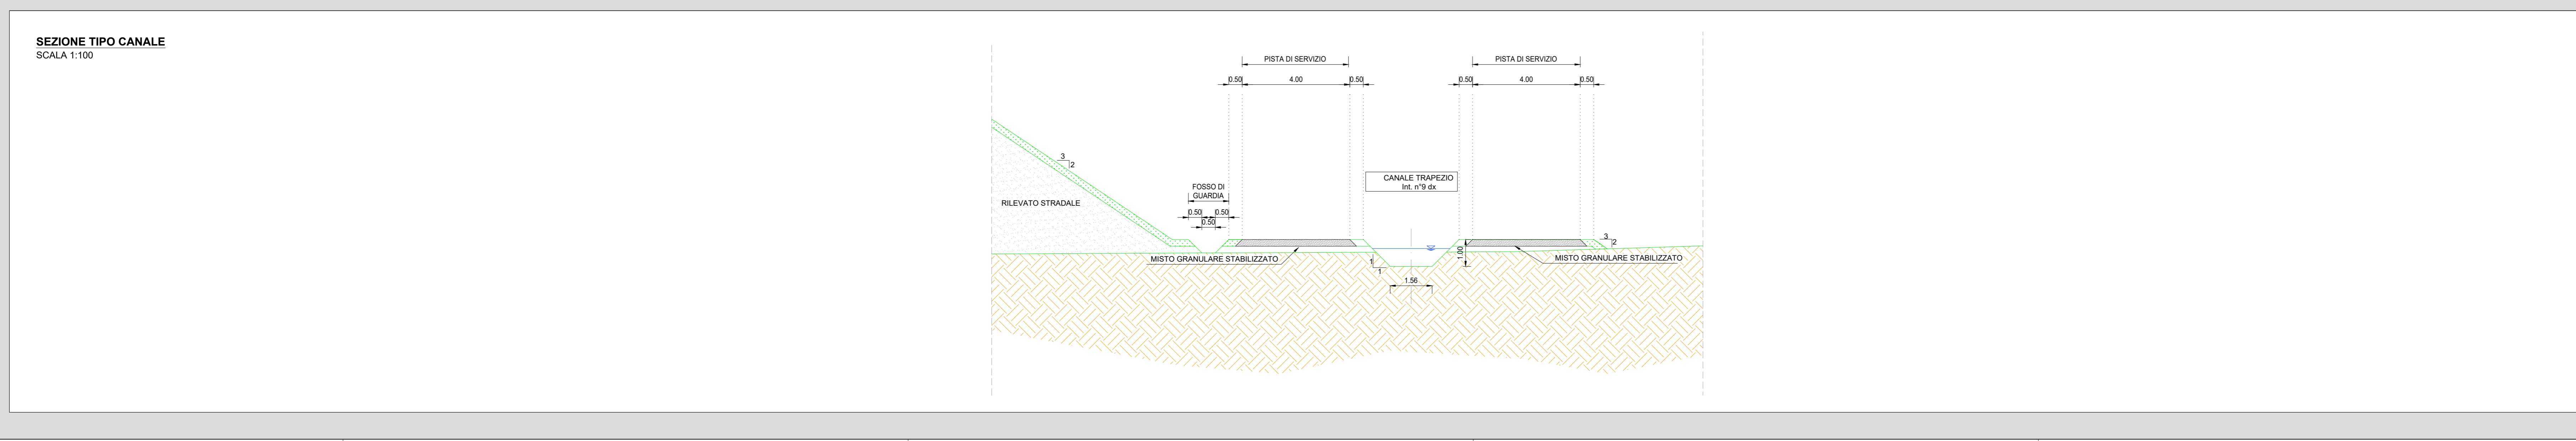 SEZIONE TIPO CANALE
SCALA 1:100
PISTA DI SERVIZIO
PISTA DI SERVIZIO
0.50 4.00 0.50
0.50 4.00 0.50
3
2
CANALE TRAPEZIO
Int. n°9 dx
FOSSO DI
GUARDIA
RILEVATO STRADALE
0.50 0.50
0.50
3
2
1.00
MISTO GRANULARE STABILIZZATO
MISTO GRANULARE STABILIZZATO
1
1
1.56